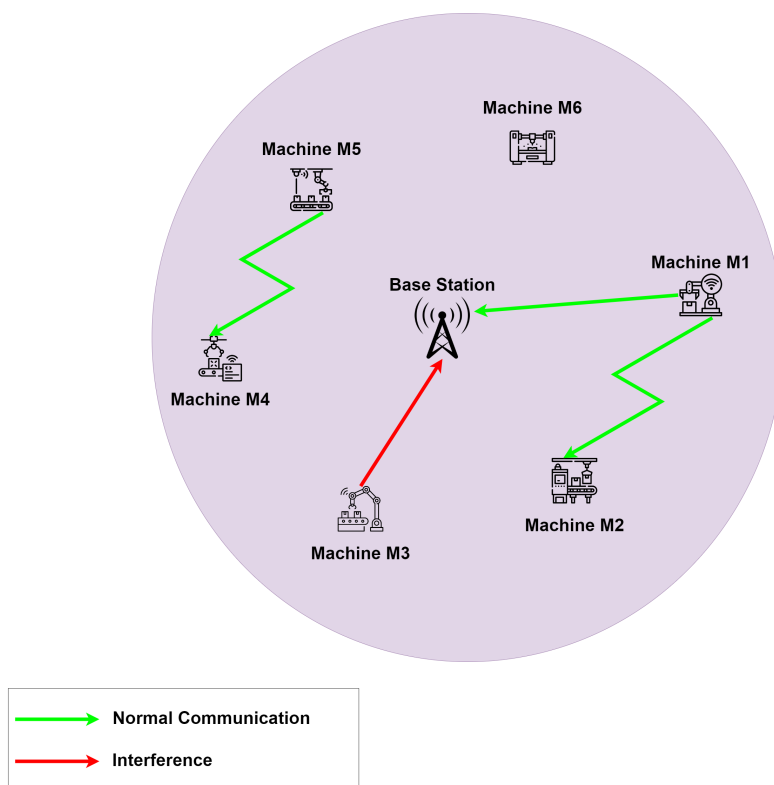 Machine M6
Machine M5
Machine M1
Base Station
Machine M4
Machine M2
Machine M3
Normal Communication
Interference